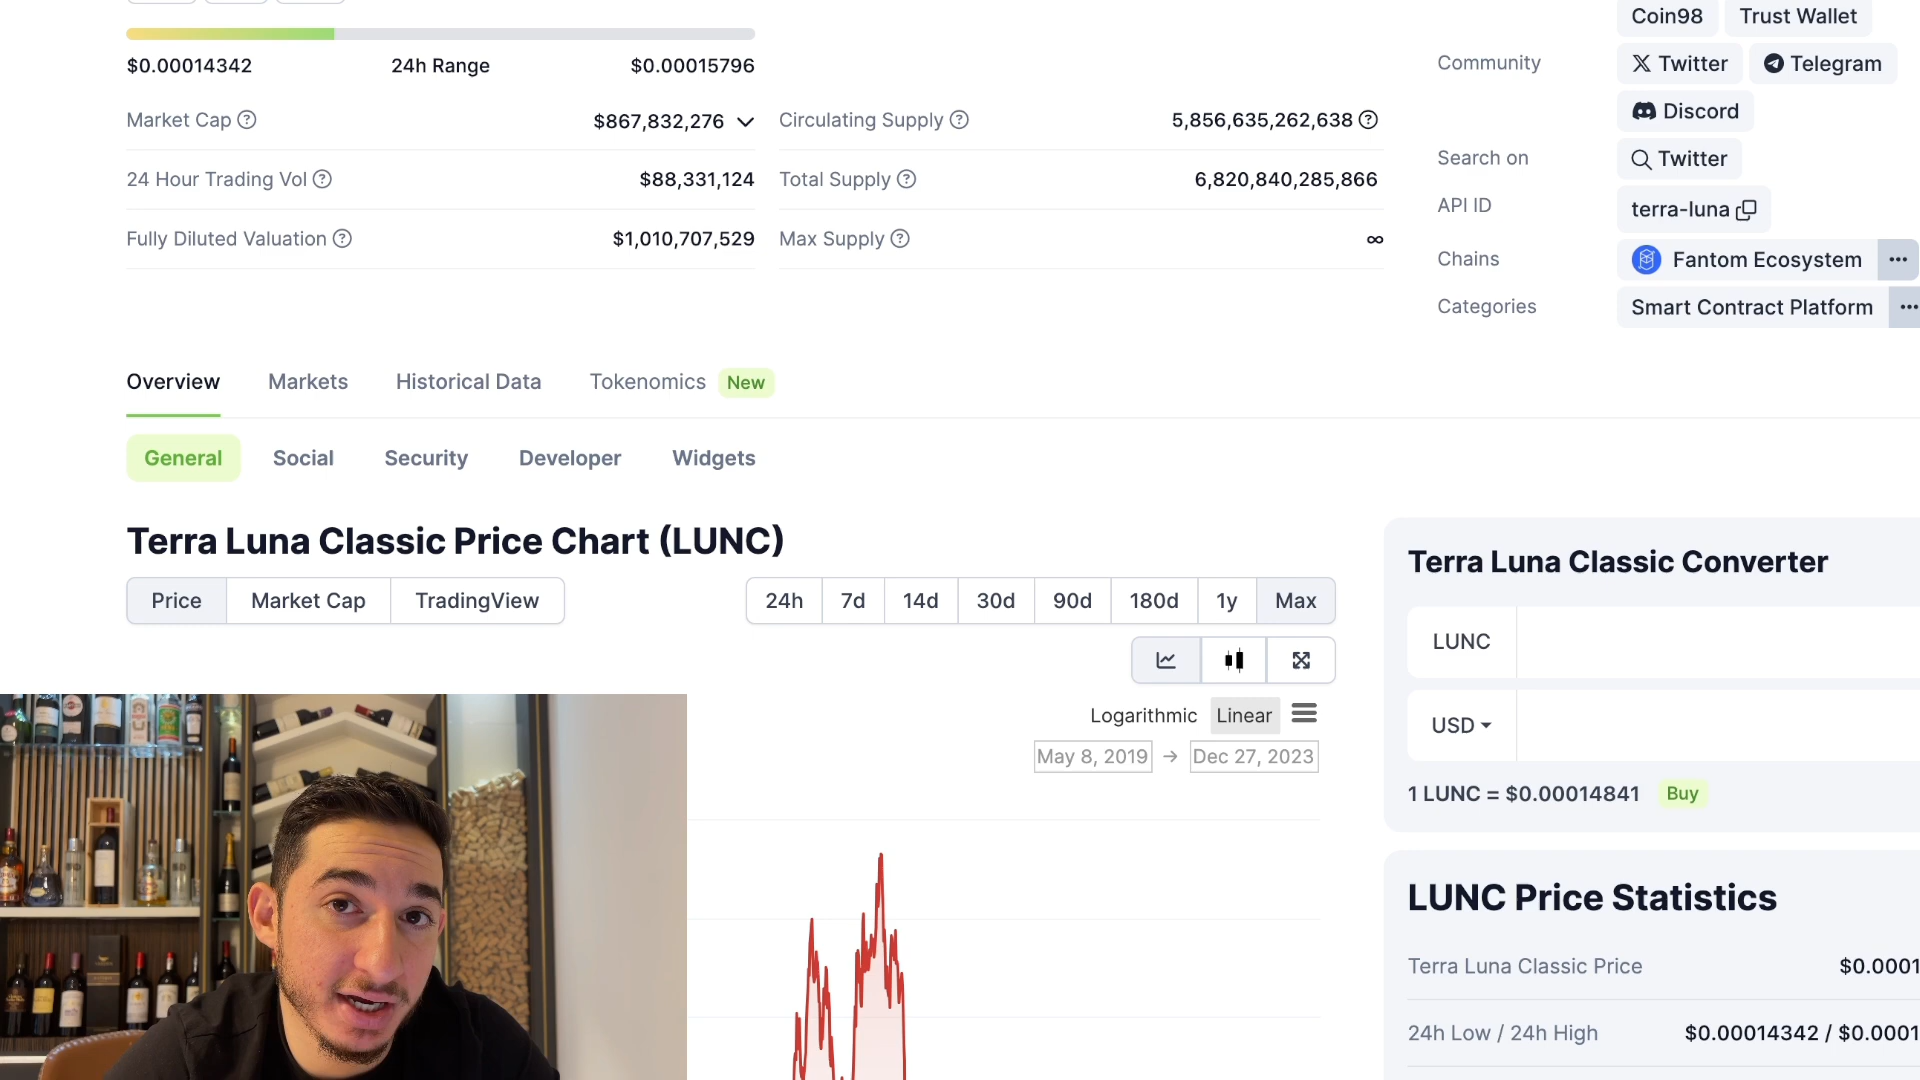 Coin98 Trust Wallet
$0.00014342 24h Range $0.00015796
Community Twitter Telegram
Discord
Market Cap $867,832,276 Circulating Supply 5,856,635,262,638
Search on Twitter
24 Hour Trading Vol $88,331,124 Total Supply 6,820,840,285,866
API ID terra-luna
Fully Diluted Valuation $1,010,707,529 Max Supply ∞
Chains Fantom Ecosystem
Categories Smart Contract Platform
Overview Markets Historical Data Tokenomics New
General Social Security Developer Widgets
Terra Luna Classic Price Chart (LUNC)
Price Market Cap TradingView 24h 7d 14d 30d 90d 180d 1y Max
Logarithmic Linear
May 8, 2019 → Dec 27, 2023
Terra Luna Classic Converter
LUNC
USD
1 LUNC = $0.00014841 Buy
LUNC Price Statistics
Terra Luna Classic Price $0.0001
24h Low / 24h High $0.00014342 / $0.0001